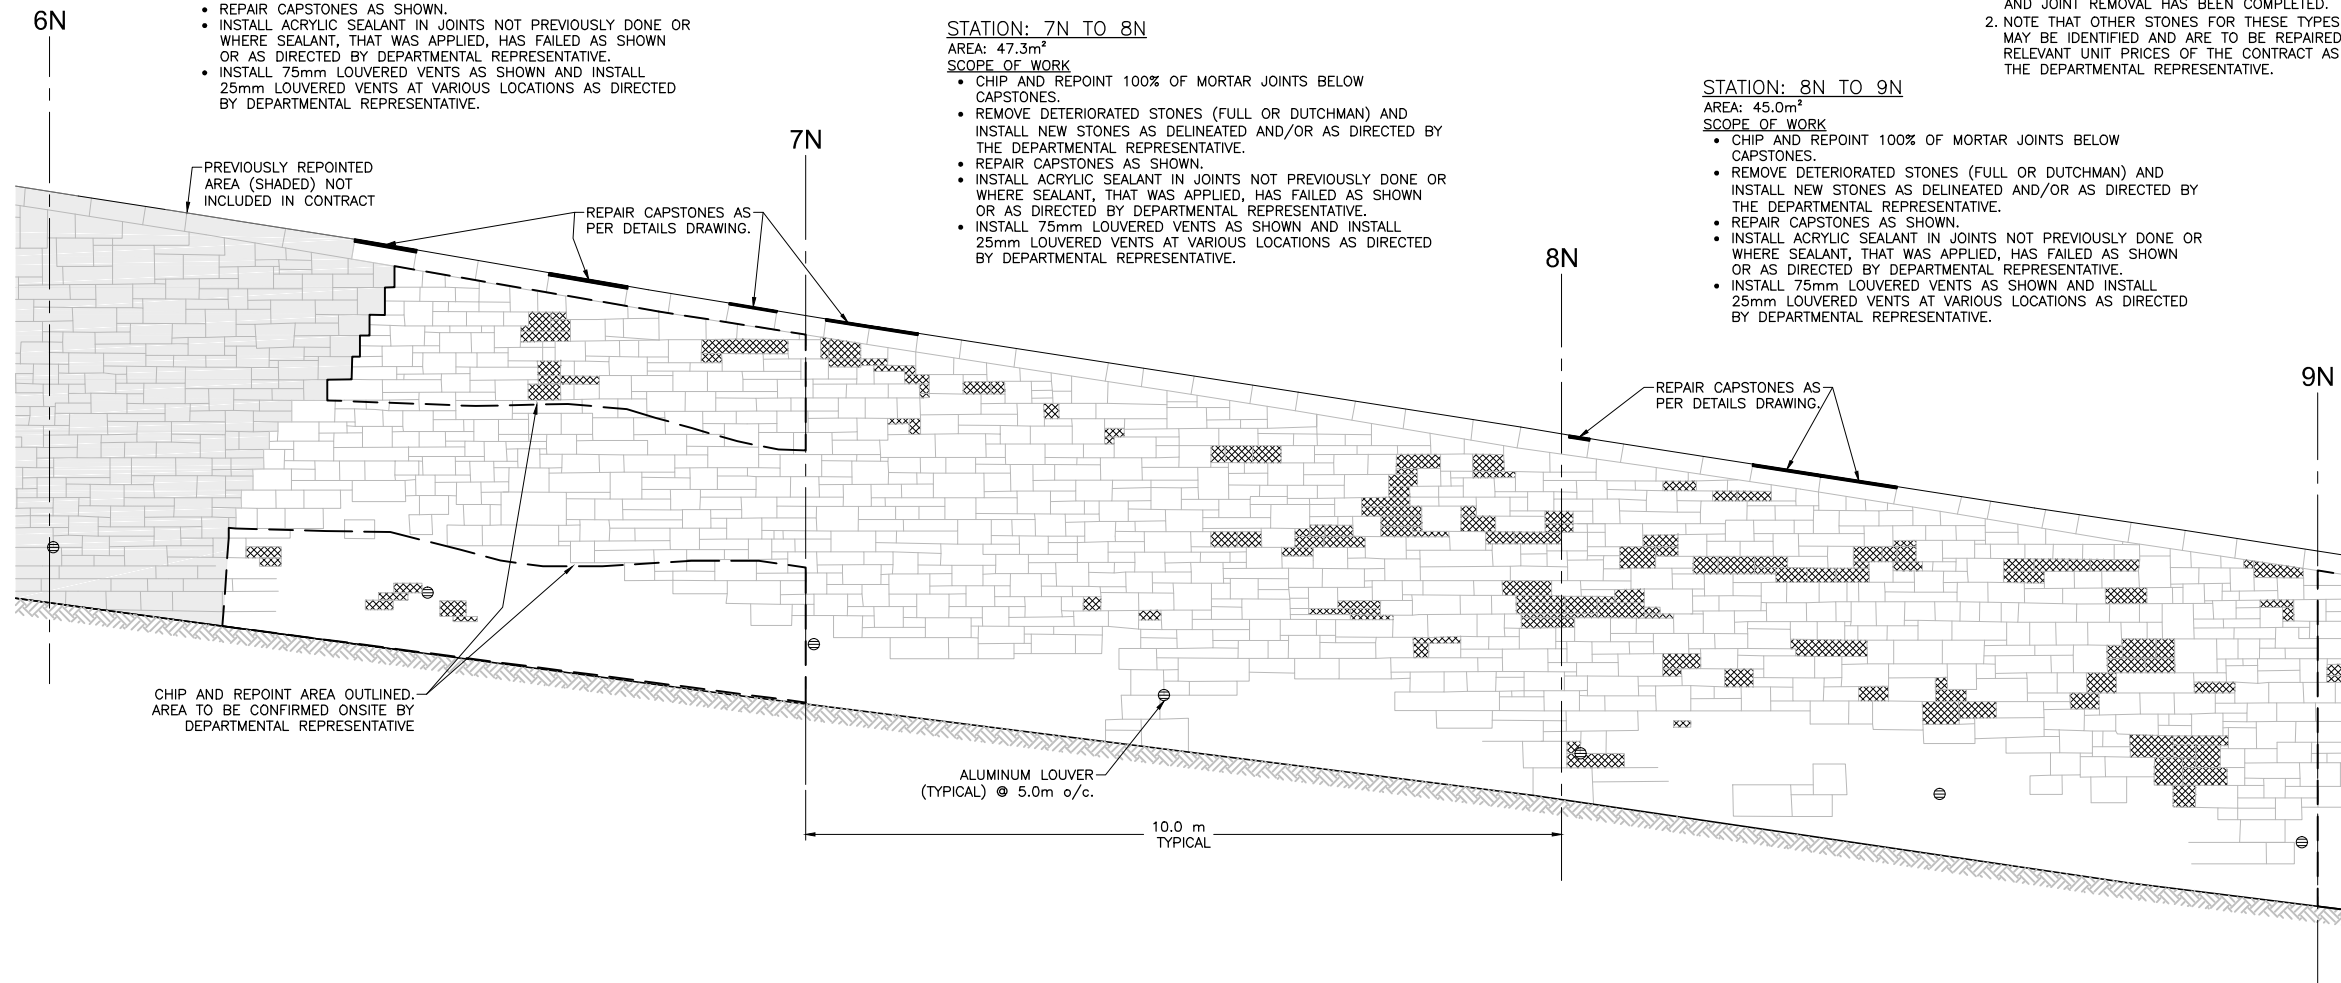 6N
• REPAIR CAPSTONES AS SHOWN.
• INSTALL ACRYLIC SEALANT IN JOINTS NOT PREVIOUSLY DONE OR
WHERE SEALANT, THAT WAS APPLIED, HAS FAILED AS SHOWN
OR AS DIRECTED BY DEPARTMENTAL REPRESENTATIVE.
• INSTALL 75mm LOUVERED VENTS AS SHOWN AND INSTALL
25mm LOUVERED VENTS AT VARIOUS LOCATIONS AS DIRECTED
BY DEPARTMENTAL REPRESENTATIVE.
STATION: 7N TO 8N
AREA: 47.3m²
SCOPE OF WORK
• CHIP AND REPOINT 100% OF MORTAR JOINTS BELOW
CAPSTONES.
• REMOVE DETERIORATED STONES (FULL OR DUTCHMAN) AND
INSTALL NEW STONES AS DELINEATED AND/OR AS DIRECTED BY
THE DEPARTMENTAL REPRESENTATIVE.
• REPAIR CAPSTONES AS SHOWN.
• INSTALL ACRYLIC SEALANT IN JOINTS NOT PREVIOUSLY DONE OR
WHERE SEALANT, THAT WAS APPLIED, HAS FAILED AS SHOWN
OR AS DIRECTED BY DEPARTMENTAL REPRESENTATIVE.
• INSTALL 75mm LOUVERED VENTS AS SHOWN AND INSTALL
25mm LOUVERED VENTS AT VARIOUS LOCATIONS AS DIRECTED
BY DEPARTMENTAL REPRESENTATIVE.
AND JOINT REMOVAL HAS BEEN COMPLETED.
2. NOTE THAT OTHER STONES FOR THESE TYPES
MAY BE IDENTIFIED AND ARE TO BE REPAIRED
RELEVANT UNIT PRICES OF THE CONTRACT AS
THE DEPARTMENTAL REPRESENTATIVE.
STATION: 8N TO 9N
AREA: 45.0m²
SCOPE OF WORK
• CHIP AND REPOINT 100% OF MORTAR JOINTS BELOW
CAPSTONES.
• REMOVE DETERIORATED STONES (FULL OR DUTCHMAN) AND
INSTALL NEW STONES AS DELINEATED AND/OR AS DIRECTED BY
THE DEPARTMENTAL REPRESENTATIVE.
• REPAIR CAPSTONES AS SHOWN.
• INSTALL ACRYLIC SEALANT IN JOINTS NOT PREVIOUSLY DONE OR
WHERE SEALANT, THAT WAS APPLIED, HAS FAILED AS SHOWN
OR AS DIRECTED BY DEPARTMENTAL REPRESENTATIVE.
• INSTALL 75mm LOUVERED VENTS AS SHOWN AND INSTALL
25mm LOUVERED VENTS AT VARIOUS LOCATIONS AS DIRECTED
BY DEPARTMENTAL REPRESENTATIVE.
7N
PREVIOUSLY REPOINTED
AREA (SHADED) NOT
INCLUDED IN CONTRACT
REPAIR CAPSTONES AS
PER DETAILS DRAWING.
8N
REPAIR CAPSTONES AS
PER DETAILS DRAWING.
9N
CHIP AND REPOINT AREA OUTLINED.
AREA TO BE CONFIRMED ONSITE BY
DEPARTMENTAL REPRESENTATIVE
ALUMINUM LOUVER
(TYPICAL) @ 5.0m o/c.
10.0 m
TYPICAL